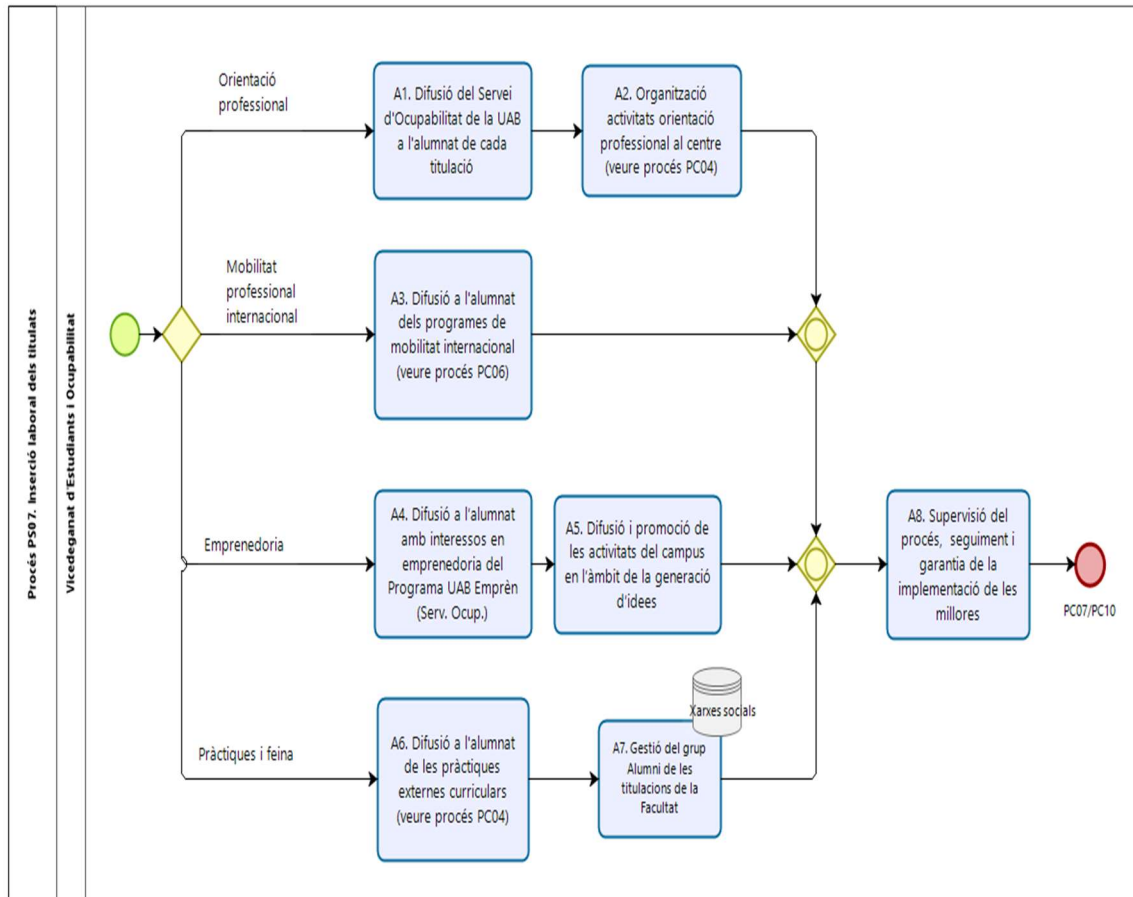 Procés PS07. Inserció laboral dels titulats
Vicedeganat d'Estudiants i Ocupabilitat
Orientació
professional
A1. Difusió del Servei
d'Ocupabilitat de la UAB
a l'alumnat de cada
titulació
A2. Organització
activitats orientació
professional al centre
(veure procés PC04)
Mobilitat
professional
internacional
A3. Difusió a l'alumnat
dels programes de
mobilitat internacional
(veure procés PC06)
Emprenedoria
A4. Difusió a l'alumnat
amb interessos en
emprenedoria del
Programa UAB Emprèn
(Serv. Ocup.)
A5. Difusió i promoció de
les activitats del campus
en l'àmbit de la generació
d'idees
A8. Supervisió del
procés, seguiment i
garantia de la
implementació de les
millores
PC07/PC10
Pràctiques i feina
A6. Difusió a l'alumnat
de les pràctiques
externes curriculars
(veure procés PC04)
Xarxes socials
A7. Gestió del grup
Alumni de les
titulacions de la
Facultat